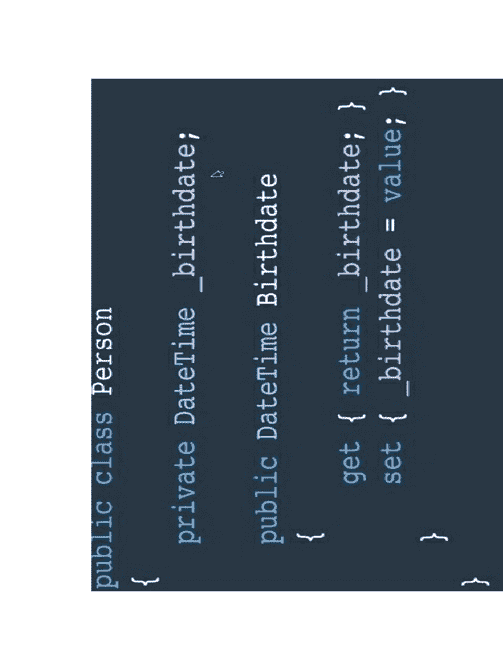 public class Person
{
private DateTime _birthdate;
public DateTime Birthdate
{
get { return _birthdate; }
set { _birthdate = value; }
}
}